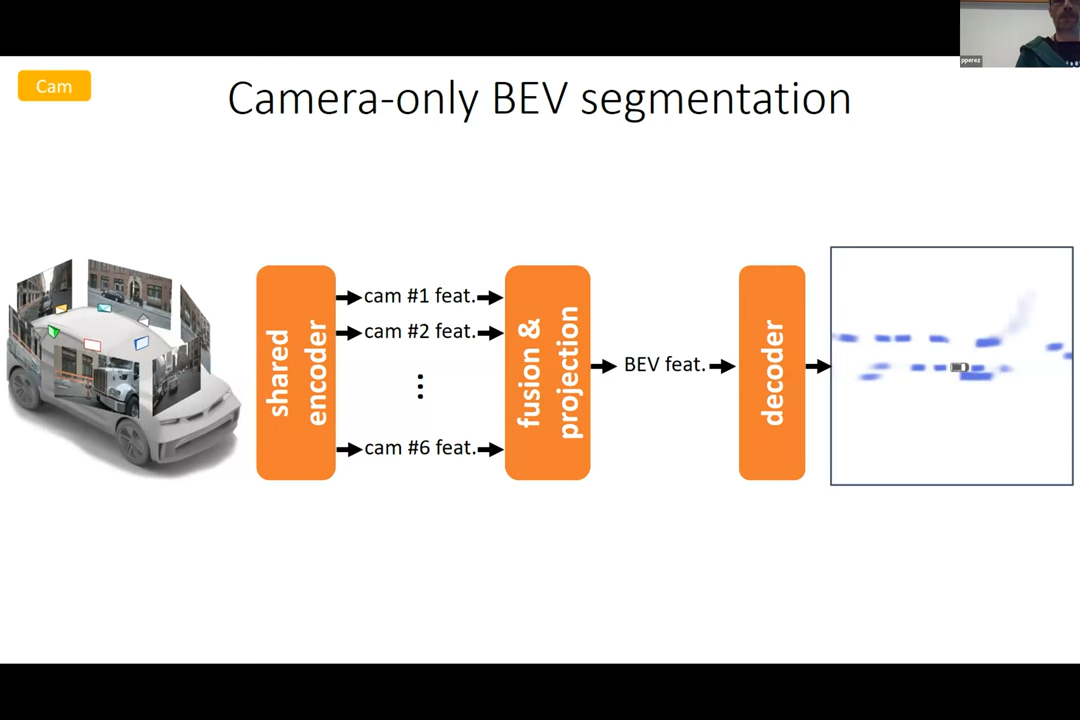 pperez
Cam
Camera-only BEV segmentation
shared
encoder
cam #1 feat.
cam #2 feat.
⋮
cam #6 feat.
fusion &
projection
BEV feat.
decoder